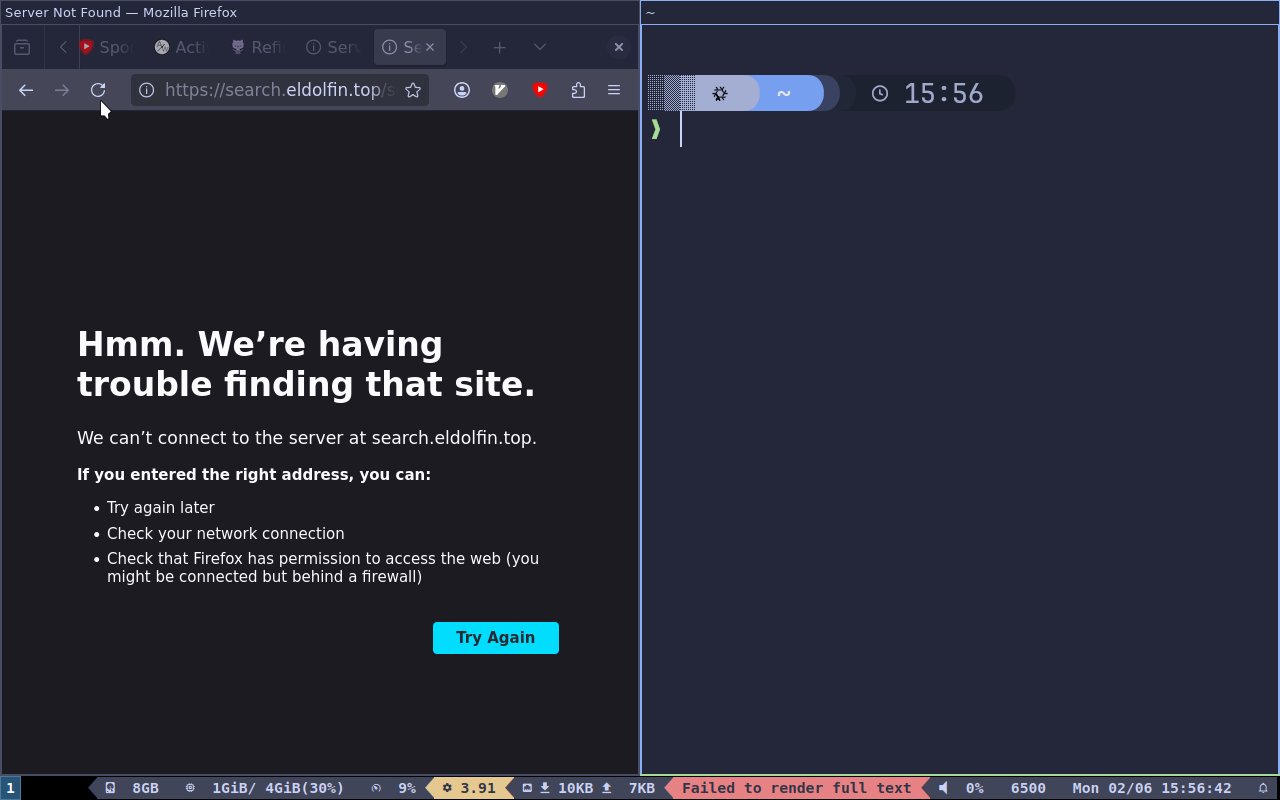 Server Not Found — Mozilla Firefox
~
Spo
Acti
Refi
Serv
Se
https://search.eldolfin.top/s
~
15:56
Hmm. We’re having
trouble finding that site.
We can’t connect to the server at search.eldolfin.top.
If you entered the right address, you can:
• Try again later
• Check your network connection
• Check that Firefox has permission to access the web (you
might be connected but behind a firewall)
Try Again
1 8GB 1GiB/ 4GiB(30%) 9% 3.91 10KB 7KB Failed to render full text 0% 6500 Mon 02/06 15:56:42